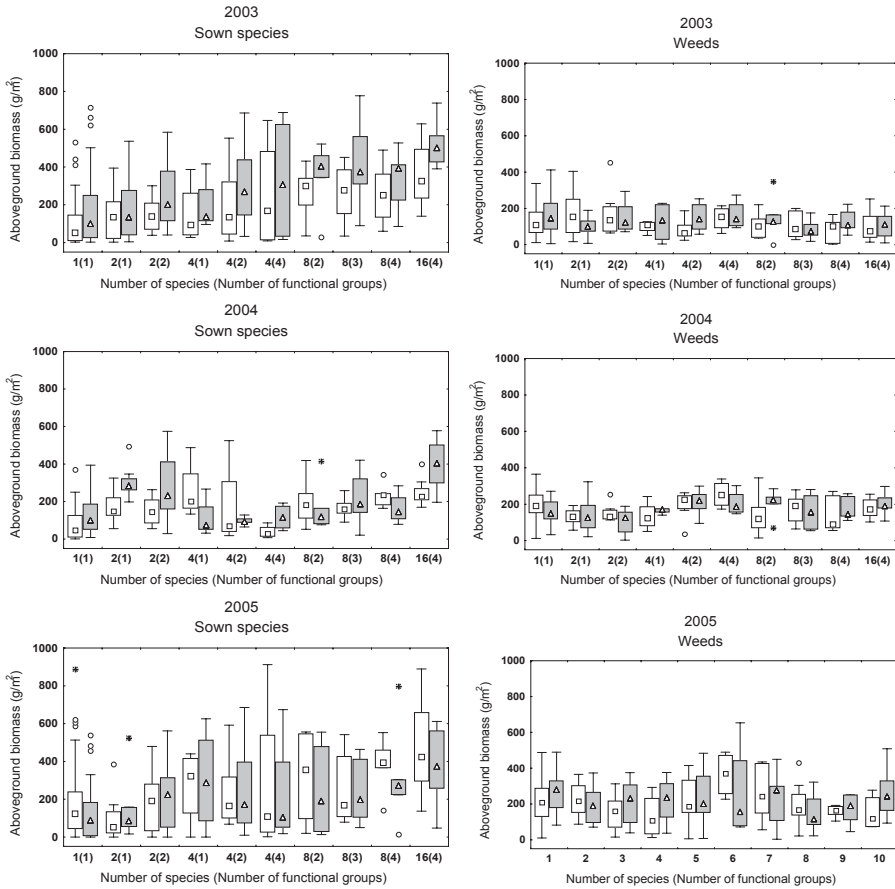 2003
Sown species
1000
800
600
400
200
0
Aboveground biomass (g/m²)
1(1) 2(1) 2(2) 4(1) 4(2) 4(4) 8(2) 8(3) 8(4) 16(4)
Number of species (Number of functional groups)
2003
Weeds
1000
800
600
400
200
0
Aboveground biomass (g/m²)
1(1) 2(1) 2(2) 4(1) 4(2) 4(4) 8(2) 8(3) 8(4) 16(4)
Number of species (Number of functional groups)
2004
Sown species
1000
800
600
400
200
0
Aboveground biomass (g/m²)
1(1) 2(1) 2(2) 4(1) 4(2) 4(4) 8(2) 8(3) 8(4) 16(4)
Number of species (Number of functional groups)
2004
Weeds
1000
800
600
400
200
0
Aboveground biomass (g/m²)
1(1) 2(1) 2(2) 4(1) 4(2) 4(4) 8(2) 8(3) 8(4) 16(4)
Number of species (Number of functional groups)
2005
Sown species
1000
800
600
400
200
0
Aboveground biomass (g/m²)
1(1) 2(1) 2(2) 4(1) 4(2) 4(4) 8(2) 8(3) 8(4) 16(4)
Number of species (Number of functional groups)
2005
Weeds
1000
800
600
400
200
0
Aboveground biomass (g/m²)
1 2 3 4 5 6 7 8 9 10
Number of species (Number of functional groups)